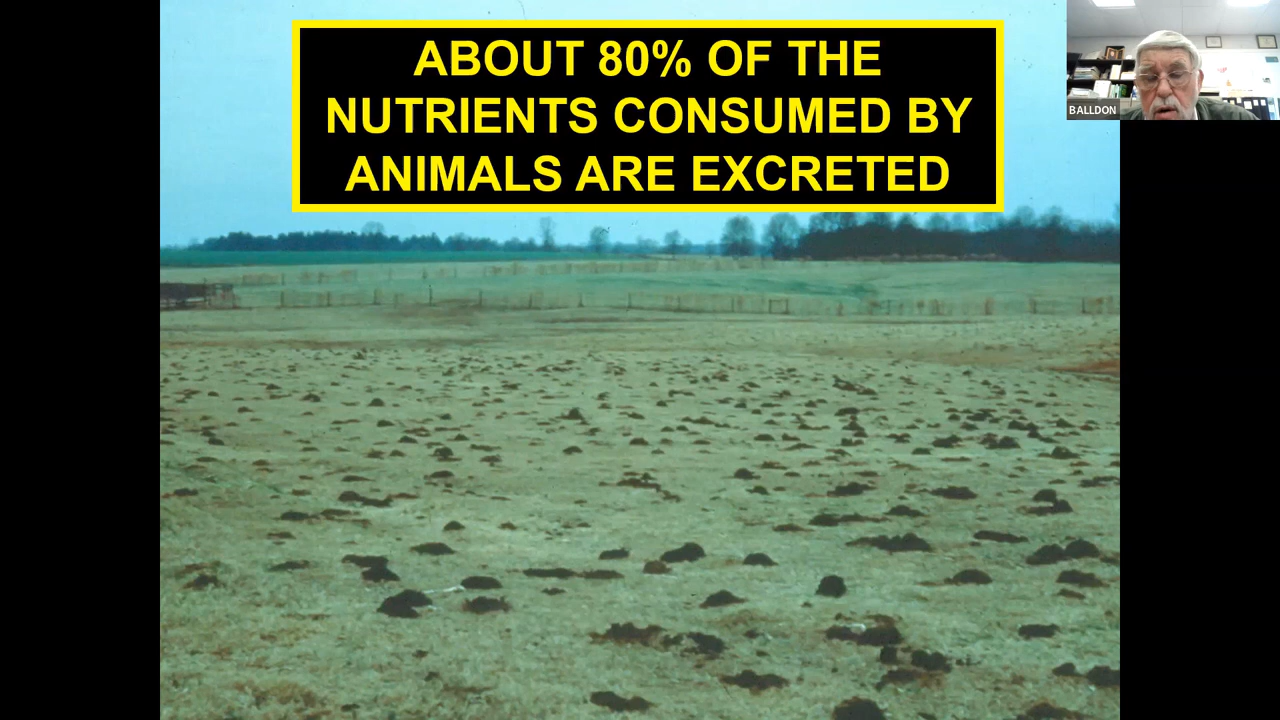 ABOUT 80% OF THE
NUTRIENTS CONSUMED BY
ANIMALS ARE EXCRETED
BALLDON